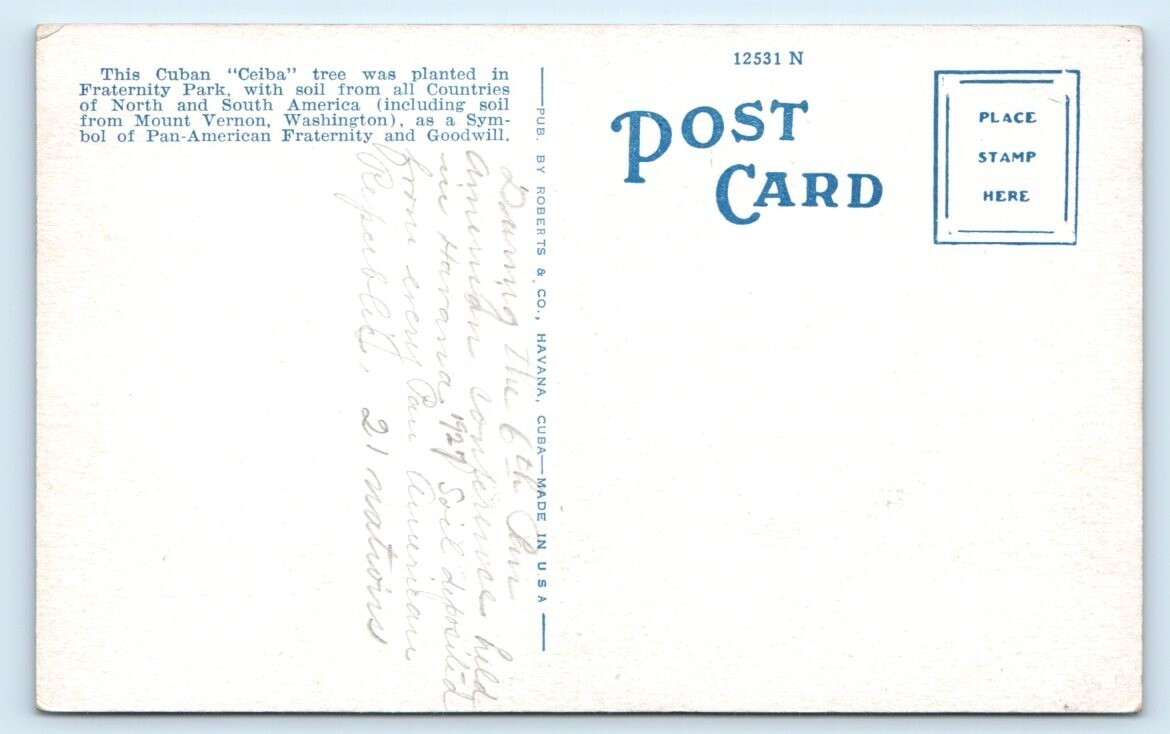 This Cuban "Ceiba" tree was planted in
Fraternity Park, with soil from all Countries
of North and South America (including soil
from Mount Vernon, Washington), as a Sym-
bol of Pan-American Fraternity and Goodwill.
During The 6th Pan
American conference held
in Havana 1927 Soil deposited
from every Pan American
Republic, 21 nations
PUB. BY ROBERTS & CO., HAVANA, CUBA—MADE IN U.S A
12531 N
POST
CARD
PLACE
STAMP
HERE